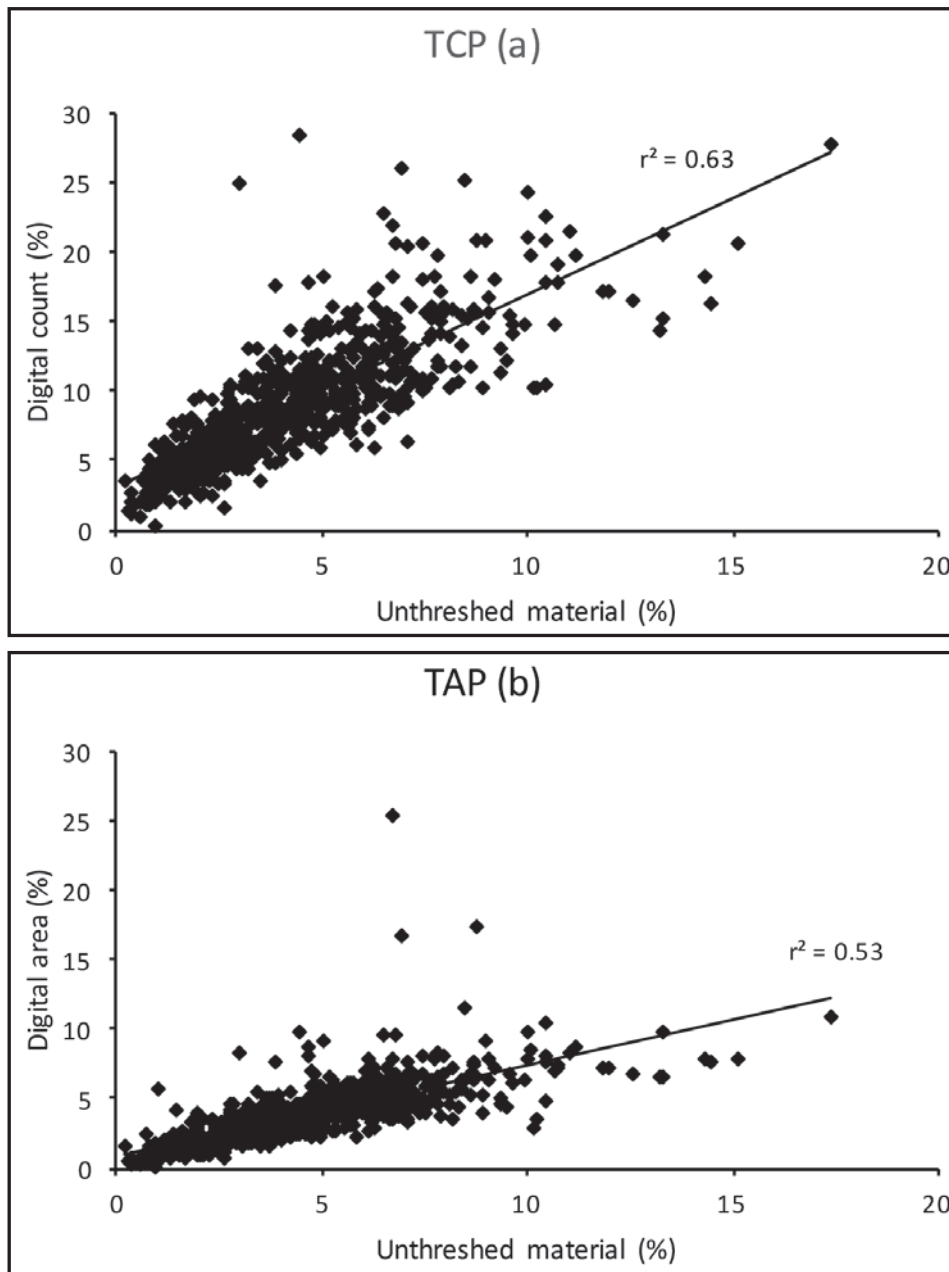 TCP (a)
30
25
20
15
10
5
0
Digital count (%)
r² = 0.63
0 5 10 15 20
Unthreshed material (%)
TAP (b)
30
25
20
15
10
5
0
Digital area (%)
r² = 0.53
0 5 10 15 20
Unthreshed material (%)